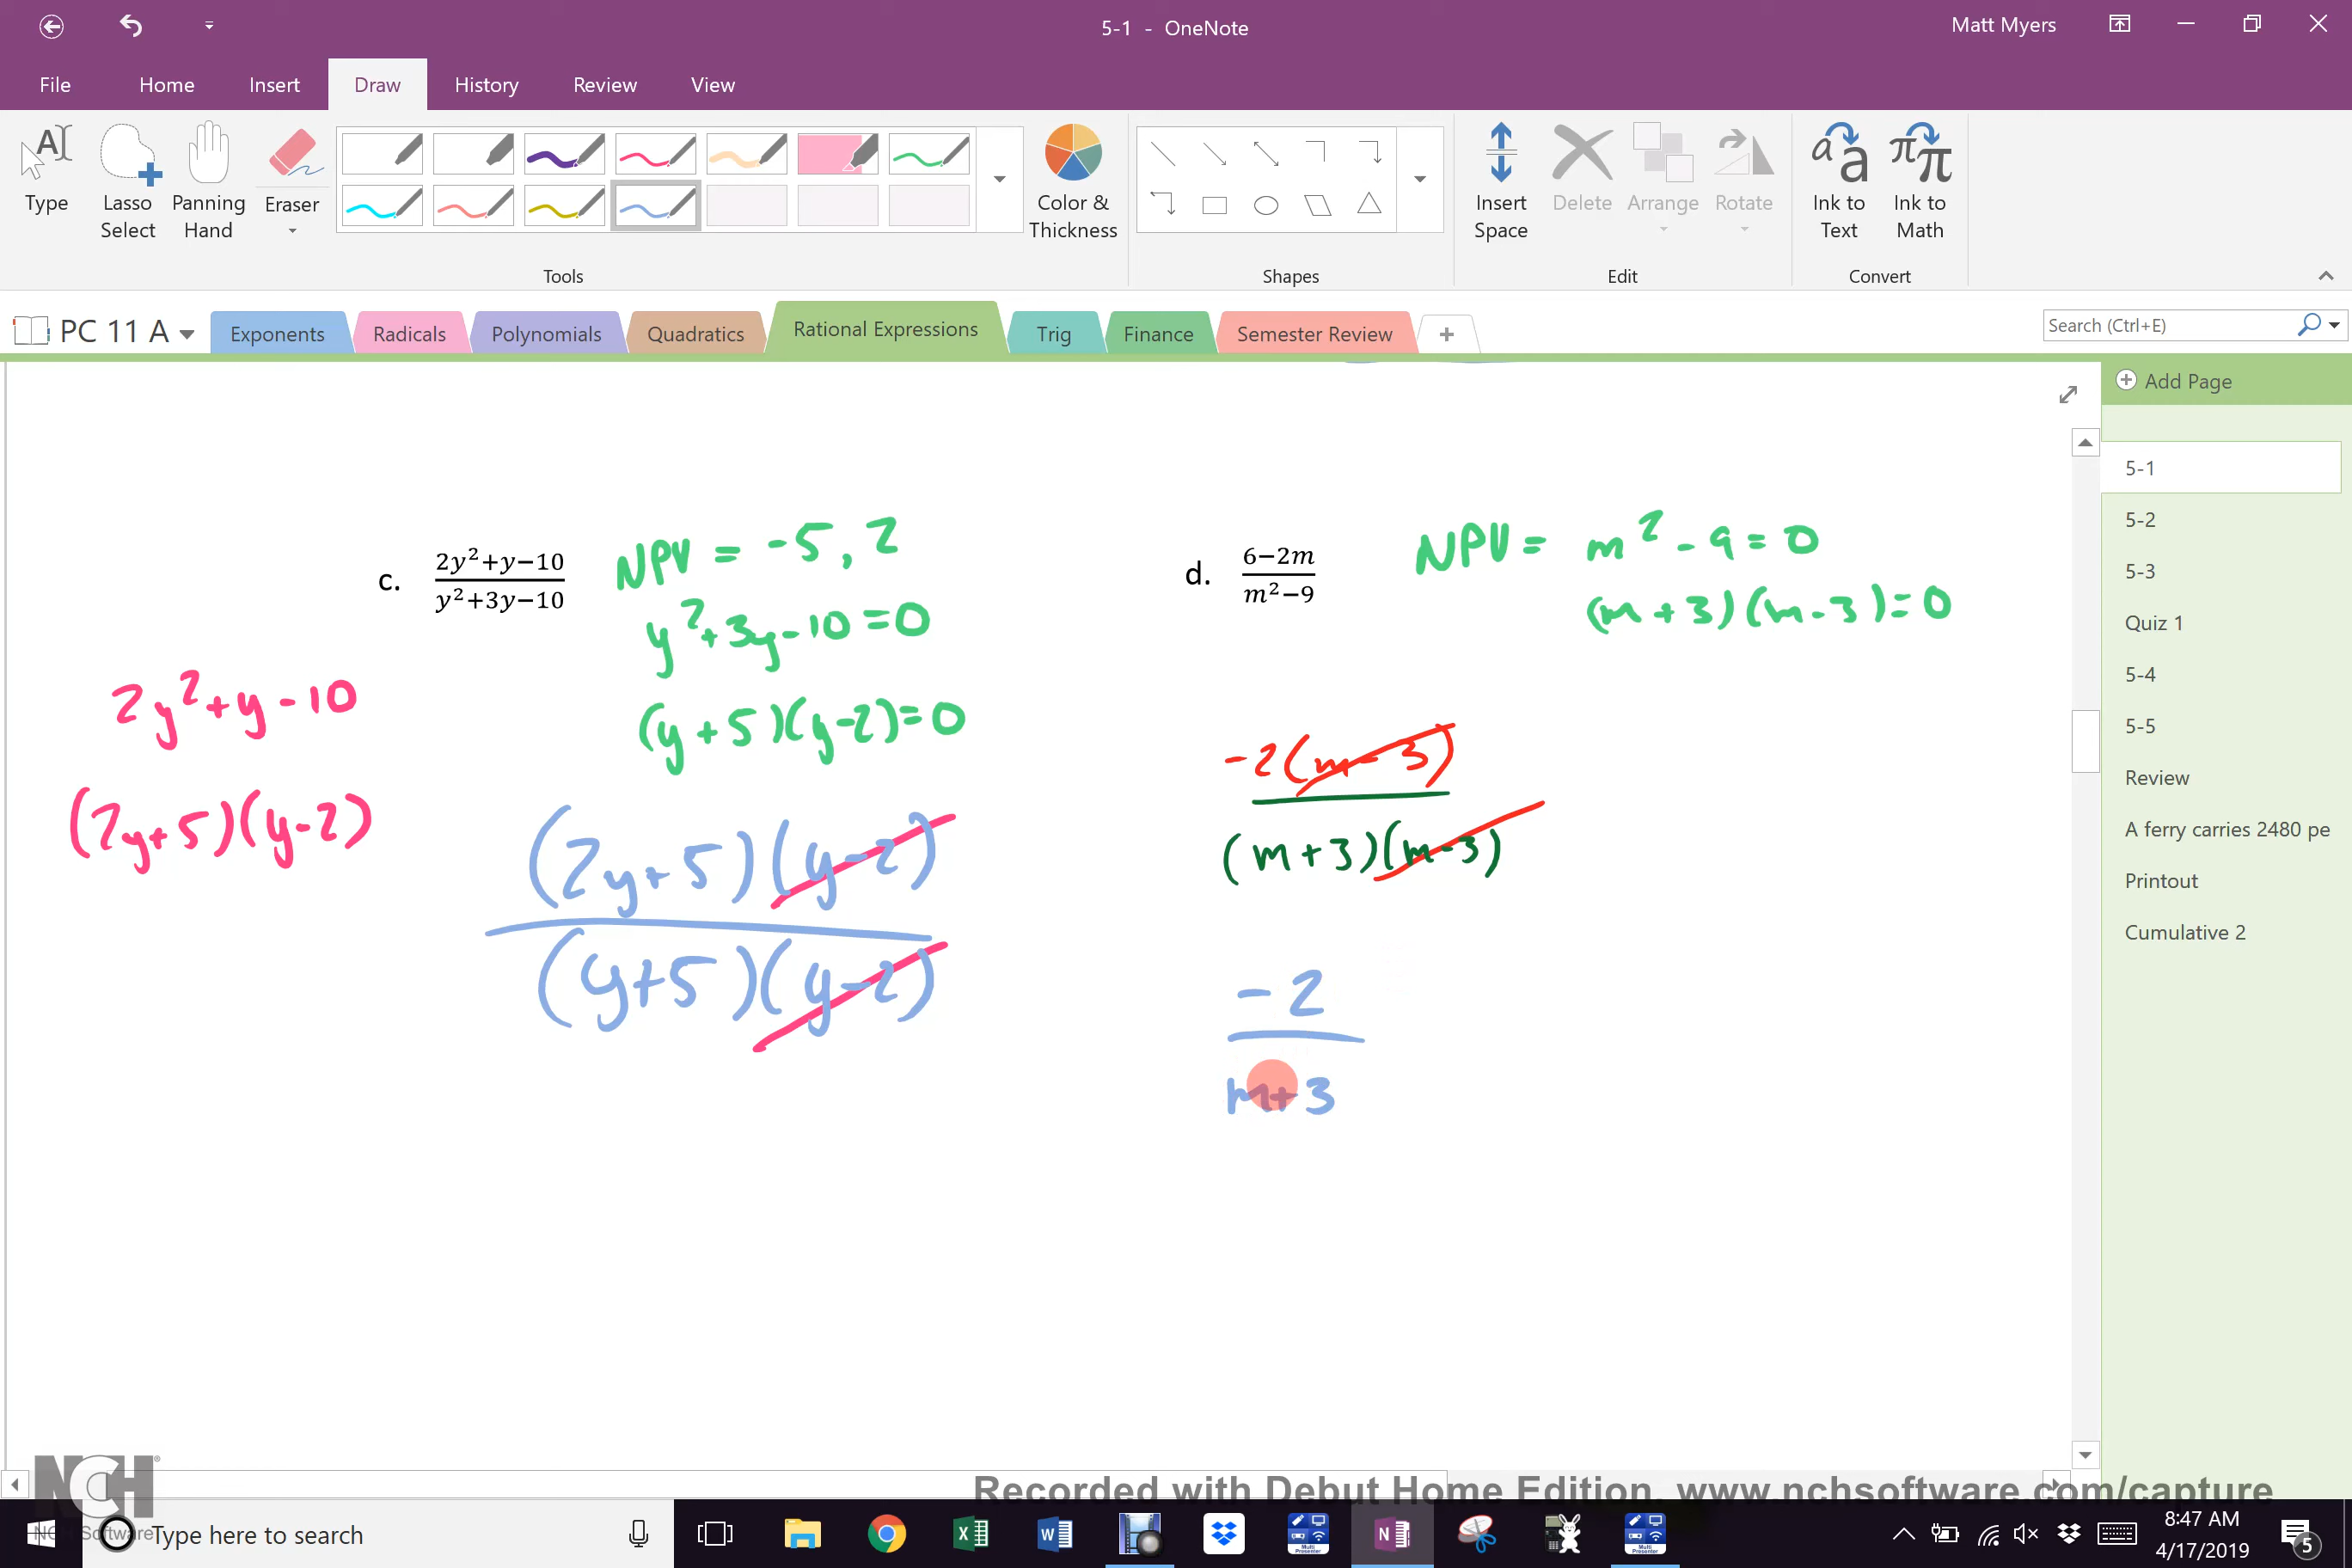 5-1 - OneNote
Matt Myers
File Home Insert Draw History Review View
Type
Lasso Select
Panning Hand
Eraser
Color & Thickness
Insert Space
Delete
Arrange
Rotate
Ink to Text
Ink to Math
Tools
Shapes
Edit
Convert
PC 11 A
Exponents
Radicals
Polynomials
Quadratics
Rational Expressions
Trig
Finance
Semester Review
Search (Ctrl+E)
Add Page
5-1
5-2
5-3
Quiz 1
5-4
5-5
Review
A ferry carries 2480 pe
Printout
Cumulative 2
c. 2y²+y−10
y²+3y−10
NPV = -5, 2
y²+3y-10=0
(y+5)(y-2)=0
2y²+y-10
(2y+5)(y-2)
(2y+5)(y-2)
(y+5)(y-2)
d. 6−2m
m²−9
NPV = m²-9=0
(m+3)(m-3)=0
-2(m-3)
(m+3)(m-3)
-2
m+3
NCH®
NCH Software
Recorded with Debut Home Edition. www.nchsoftware.com/capture
Type here to search
8:47 AM
4/17/2019
5